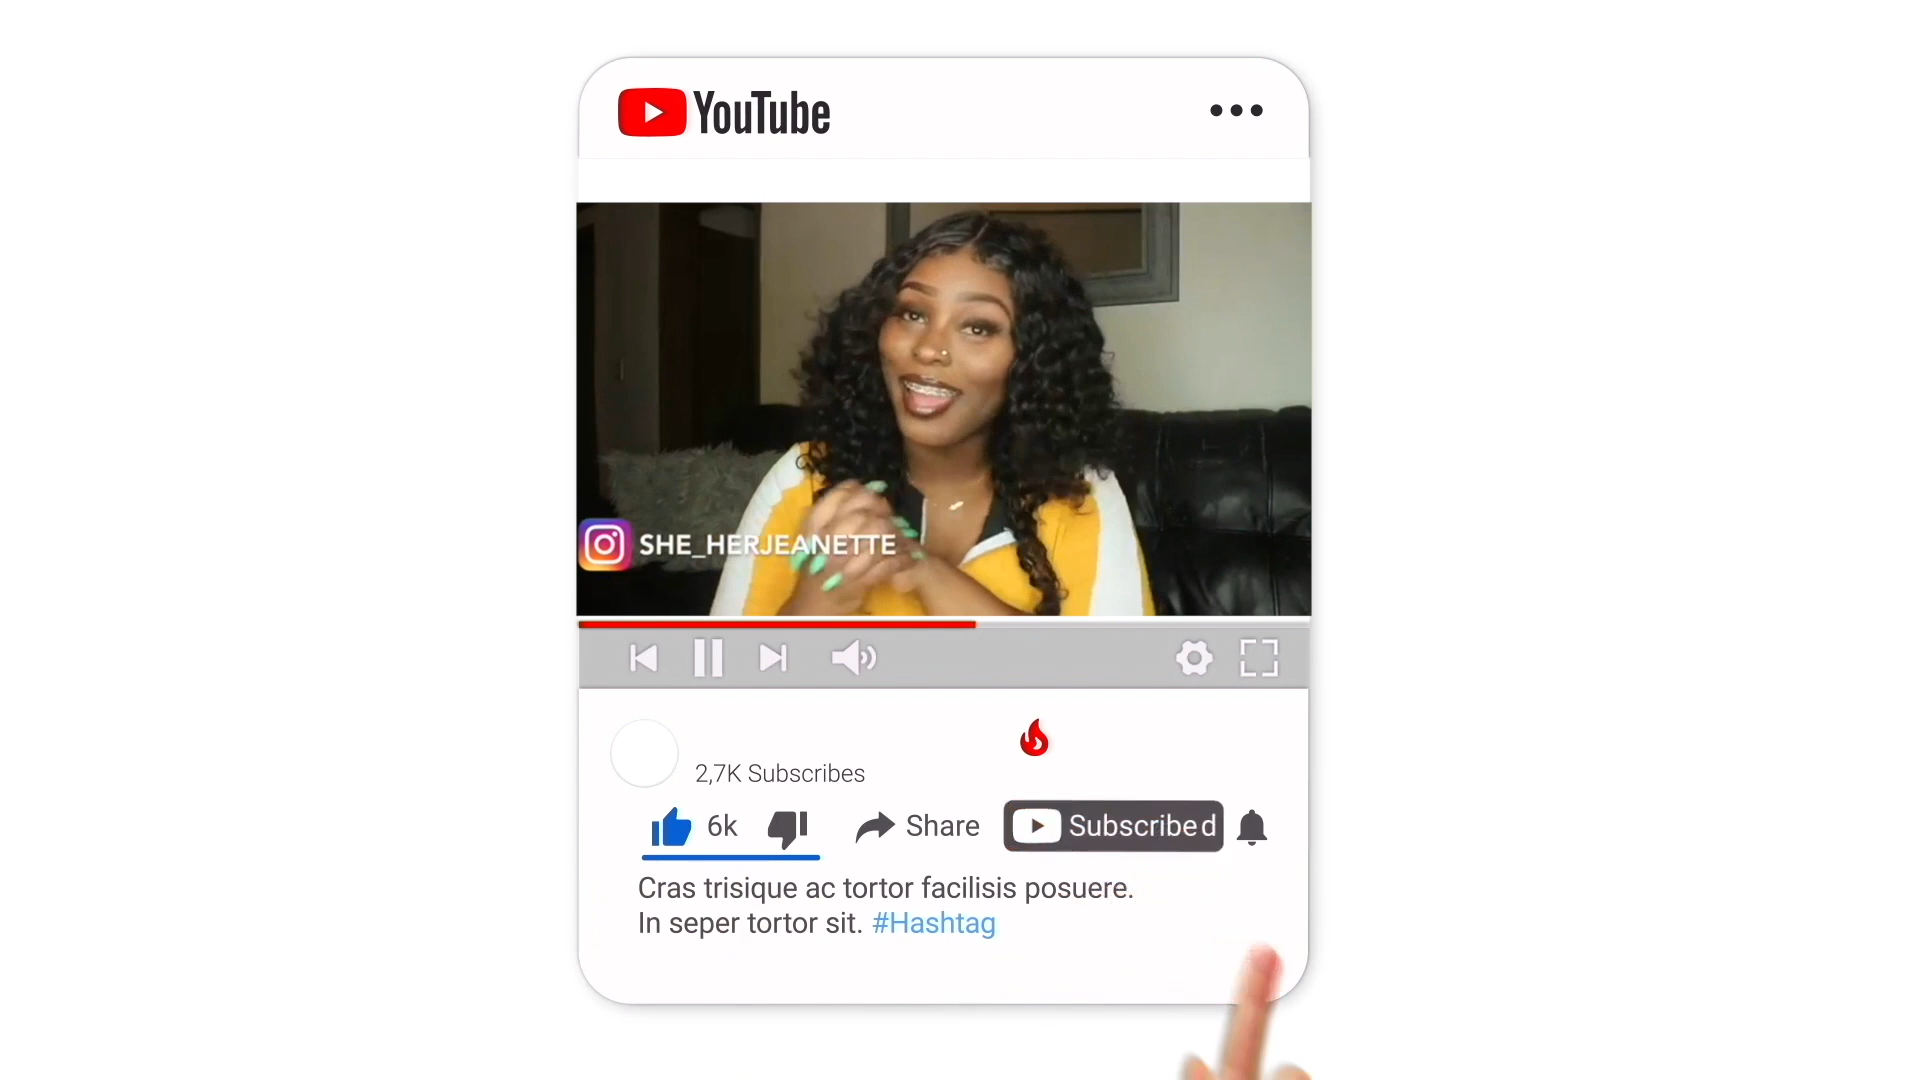 YouTube
SHE_HERJEANETTE
2,7K Subscribes
6k
Share
Subscribed
Cras trisique ac tortor facilisis posuere.
In seper tortor sit. #Hashtag